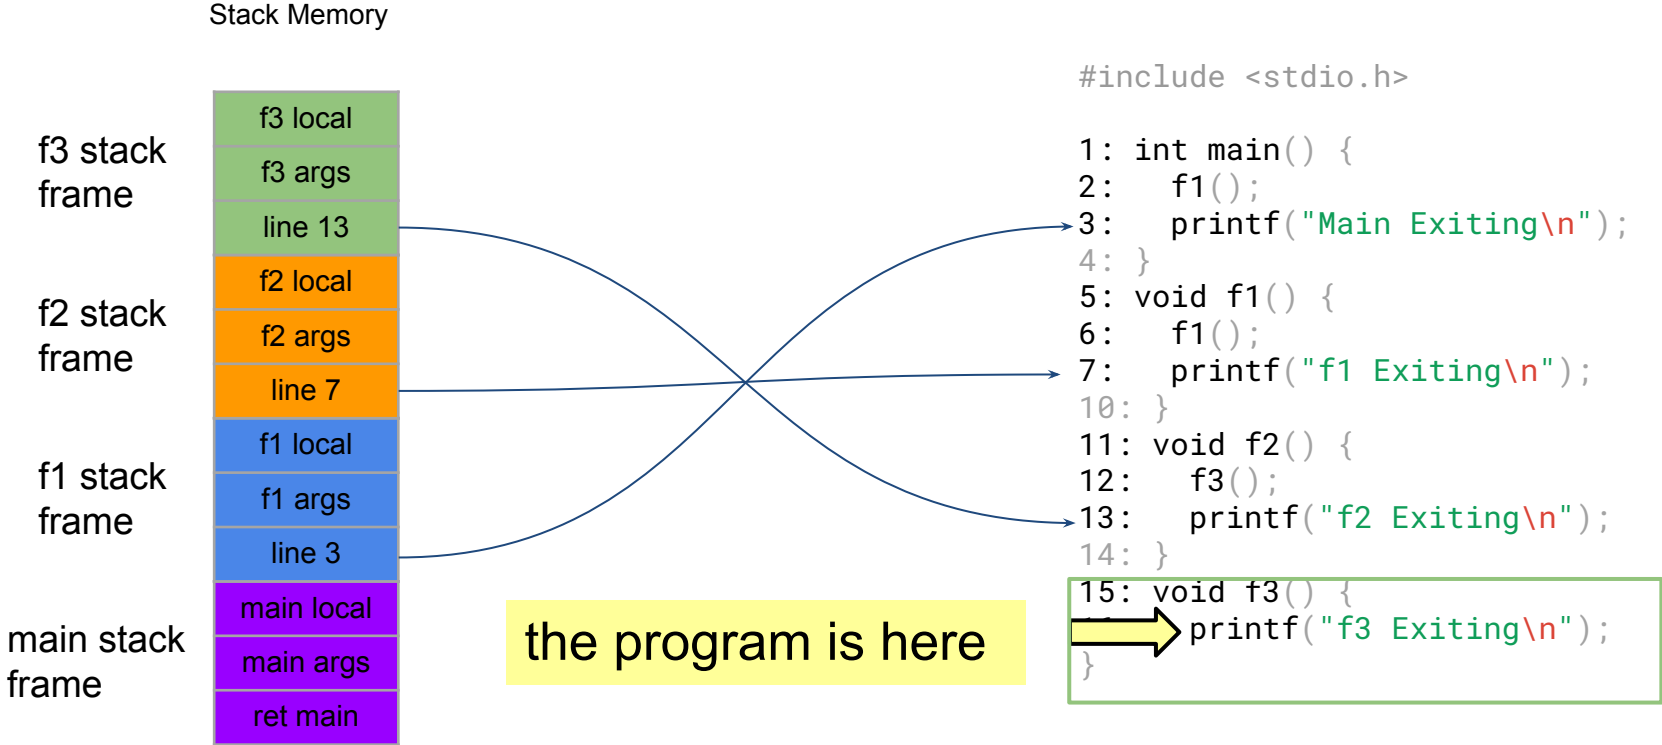 Stack Memory
f3 stack
frame
f2 stack
frame
f1 stack
frame
main stack
frame
f3 local
f3 args
line 13
f2 local
f2 args
line 7
f1 local
f1 args
line 3
main local
main args
ret main
the program is here
#include <stdio.h>
1: int main() {
2:   f1();
3:   printf("Main Exiting\n");
4: }
5: void f1() {
6:   f1();
7:   printf("f1 Exiting\n");
10: }
11: void f2() {
12:   f3();
13:   printf("f2 Exiting\n");
14: }
15: void f3() {
printf("f3 Exiting\n");
}